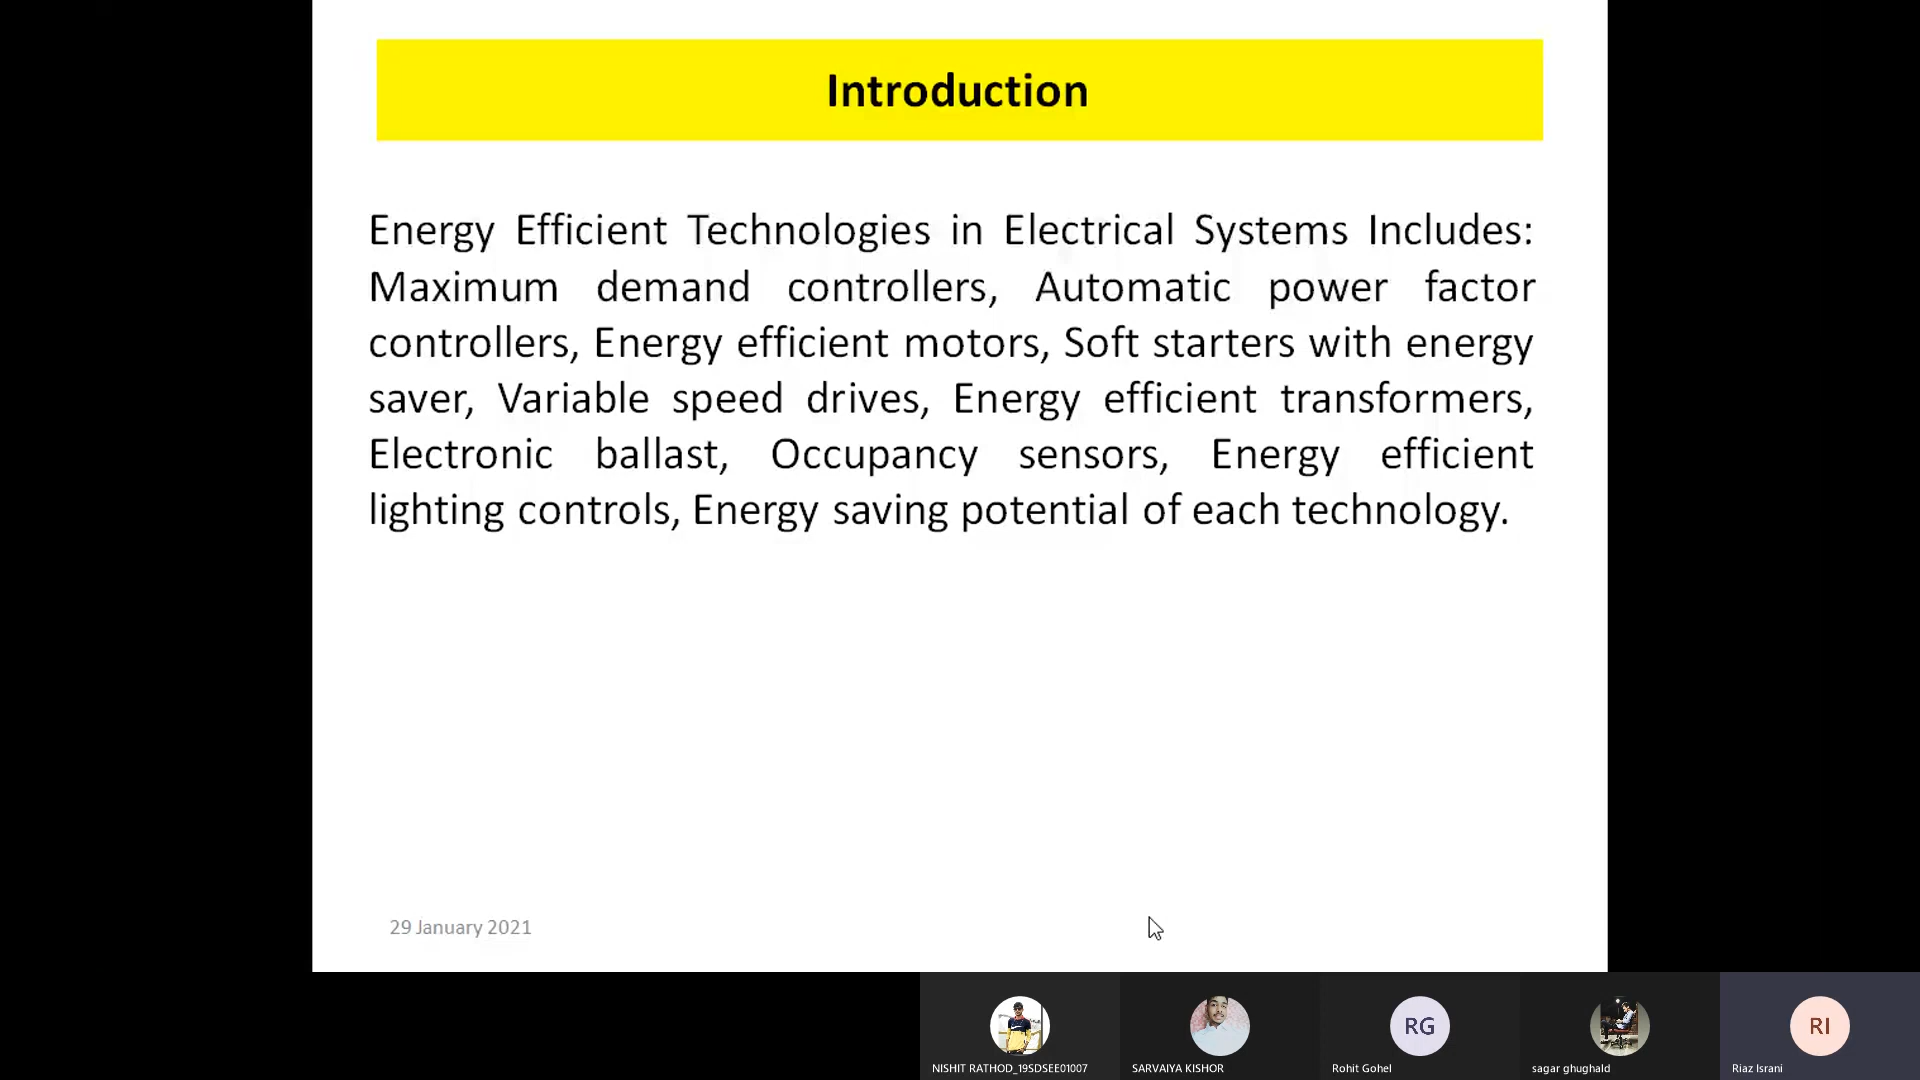 Introduction
Energy Efficient Technologies in Electrical Systems Includes:
Maximum demand controllers, Automatic power factor
controllers, Energy efficient motors, Soft starters with energy
saver, Variable speed drives, Energy efficient transformers,
Electronic ballast, Occupancy sensors, Energy efficient
lighting controls, Energy saving potential of each technology.
29 January 2021
RG
RI
NISHIT RATHOD_19SDSEE01007
SARVAIYA KISHOR
Rohit Gohel
sagar ghughald
Riaz Israni